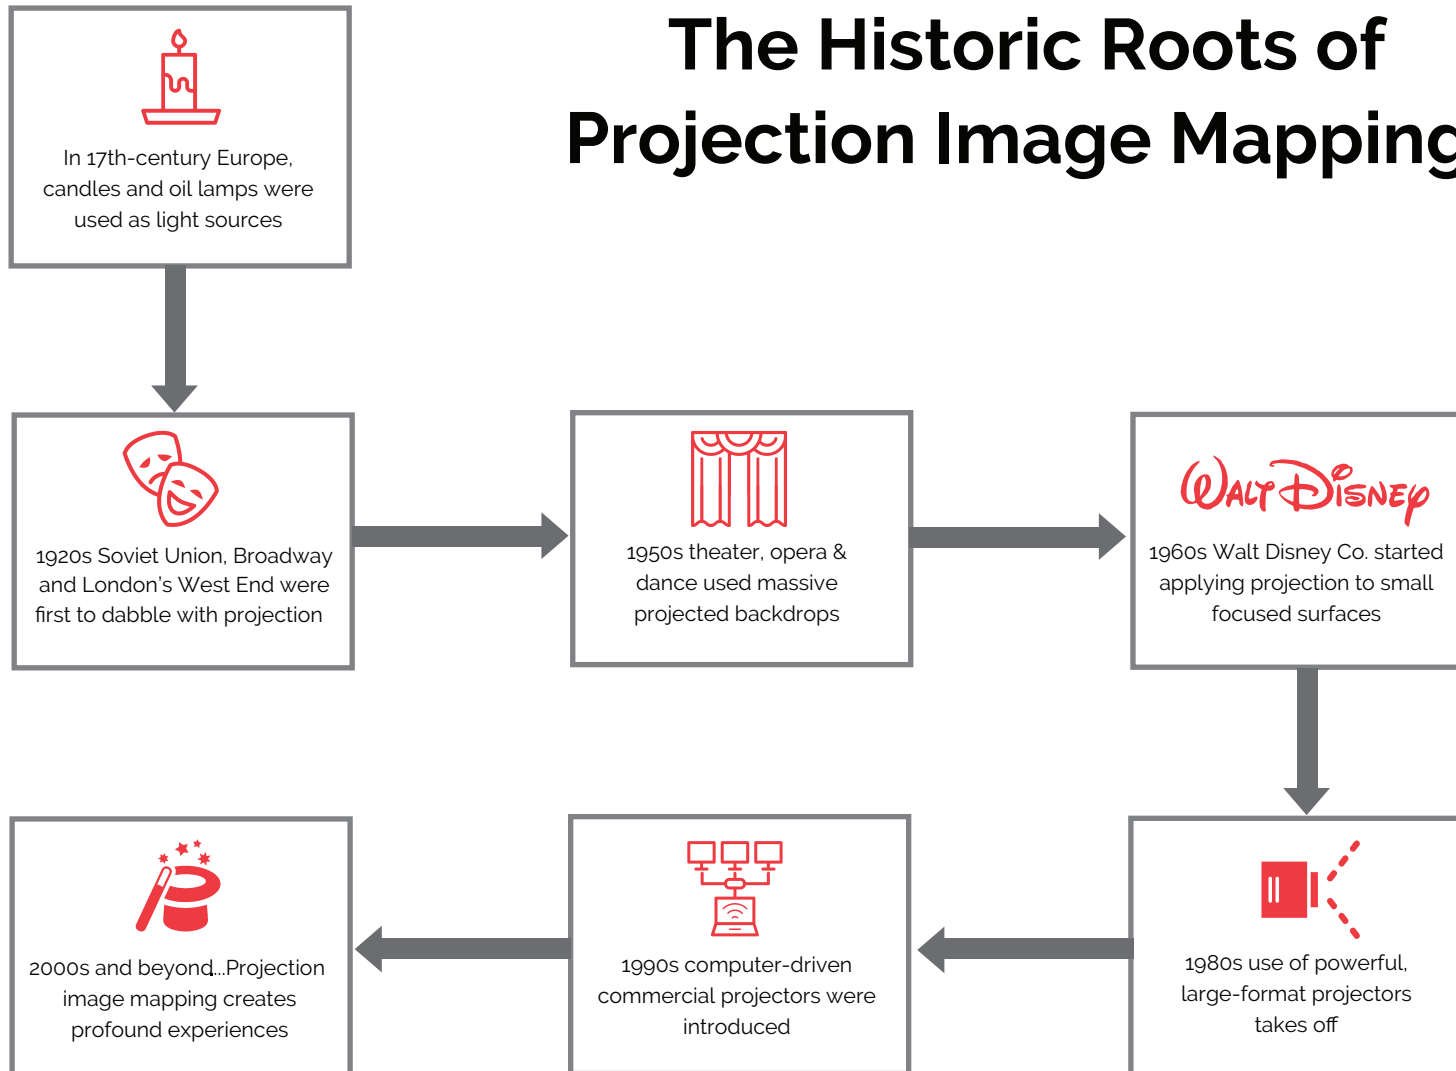 The Historic Roots of
Projection Image Mapping
In 17th-century Europe,
candles and oil lamps were
used as light sources
1920s Soviet Union, Broadway
and London's West End were
first to dabble with projection
1950s theater, opera &
dance used massive
projected backdrops
WALT DISNEY
1960s Walt Disney Co. started
applying projection to small
focused surfaces
1980s use of powerful,
large-format projectors
takes off
1990s computer-driven
commercial projectors were
introduced
2000s and beyond...Projection
image mapping creates
profound experiences